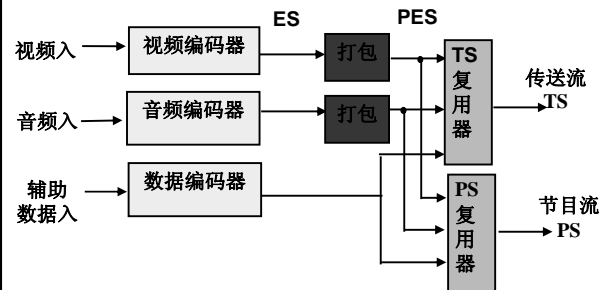 ES
PES
视频入
视频编码器
打包
TS
复
用
器
传送流
TS
音频入
音频编码器
打包
辅助
数据入
数据编码器
PS
复
用
器
节目流
PS